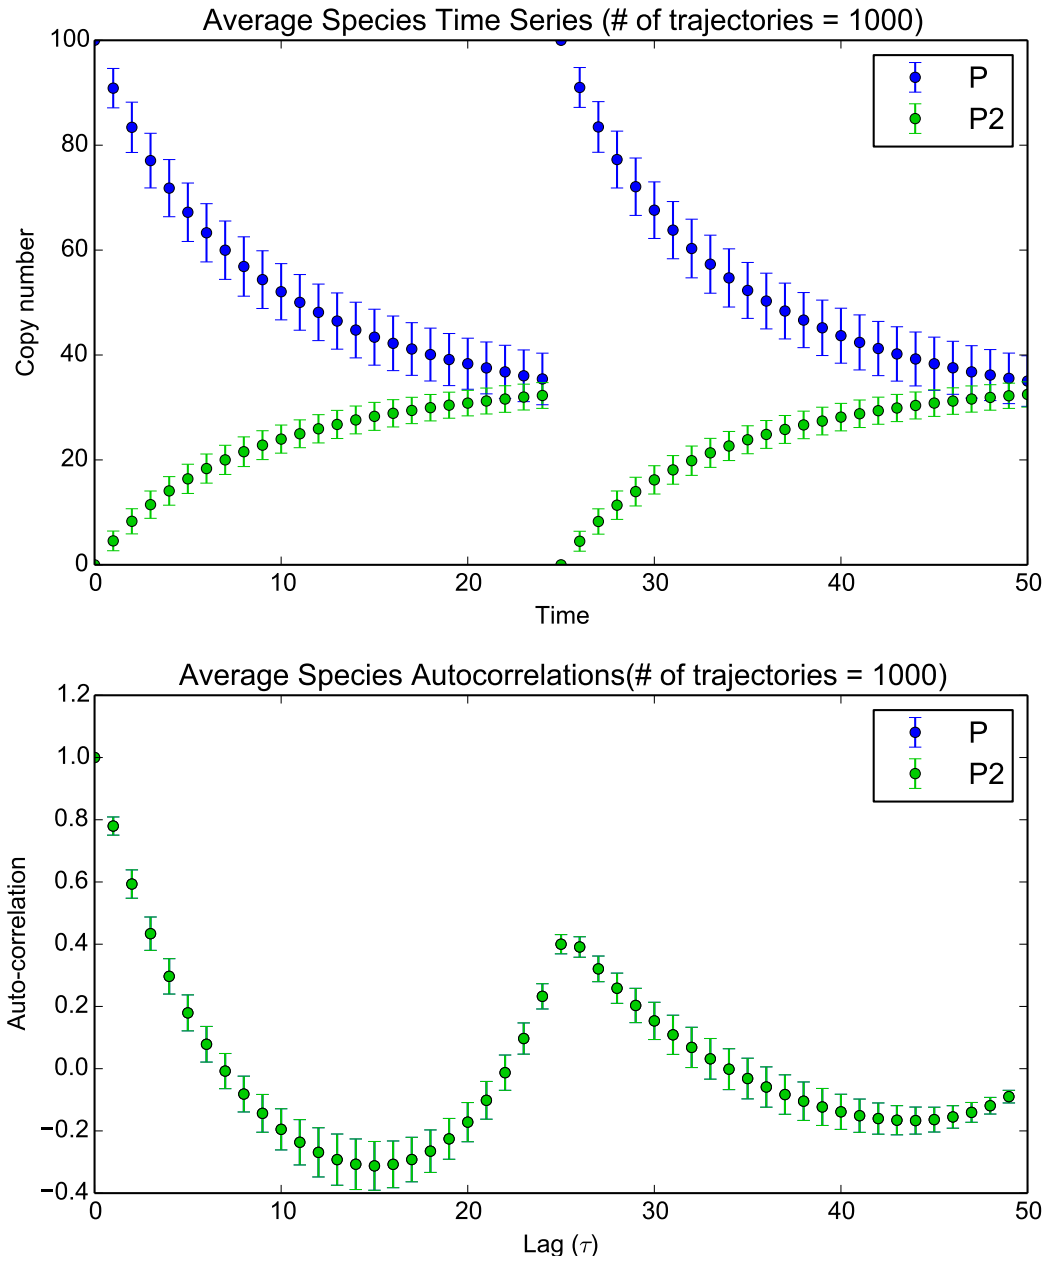 Average Species Time Series (# of trajectories = 1000)
100
80
60
40
20
0
Copy number
P
P2
0 10 20 30 40 50
Time
Average Species Autocorrelations(# of trajectories = 1000)
1.2
1.0
0.8
0.6
0.4
0.2
0.0
−0.2
−0.4
Auto-correlation
P
P2
0 10 20 30 40 50
Lag (τ)